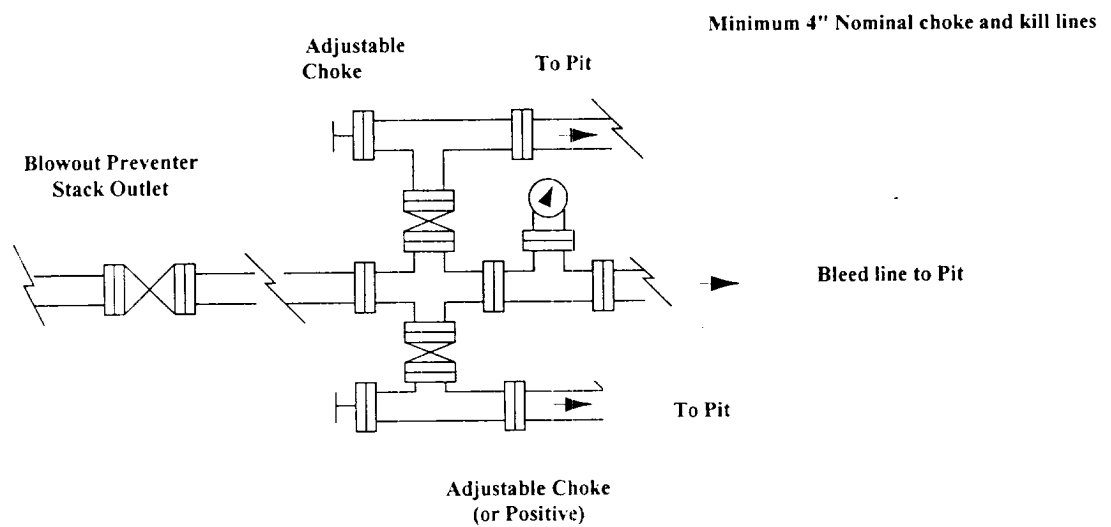 Minimum 4" Nominal choke and kill lines
Adjustable
Choke
To Pit
Blowout Preventer
Stack Outlet
Bleed line to Pit
To Pit
Adjustable Choke
(or Positive)